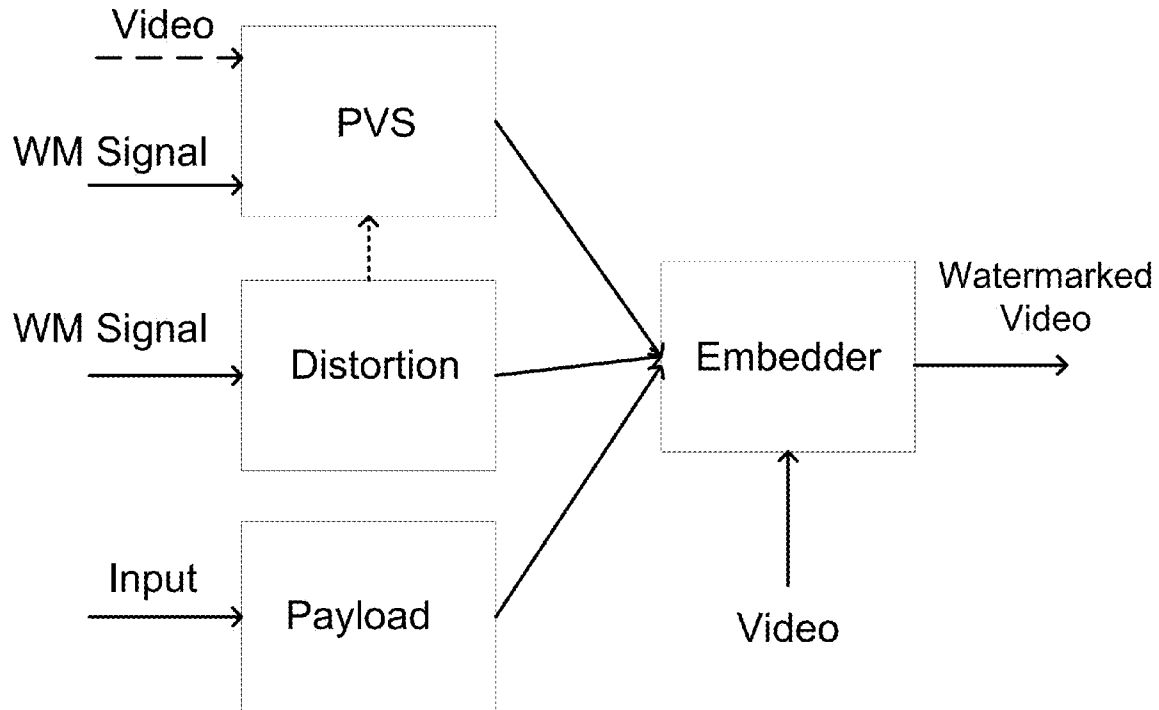 Video
PVS
WM Signal
WM Signal
Distortion
Embedder
Watermarked
Video
Input
Payload
Video